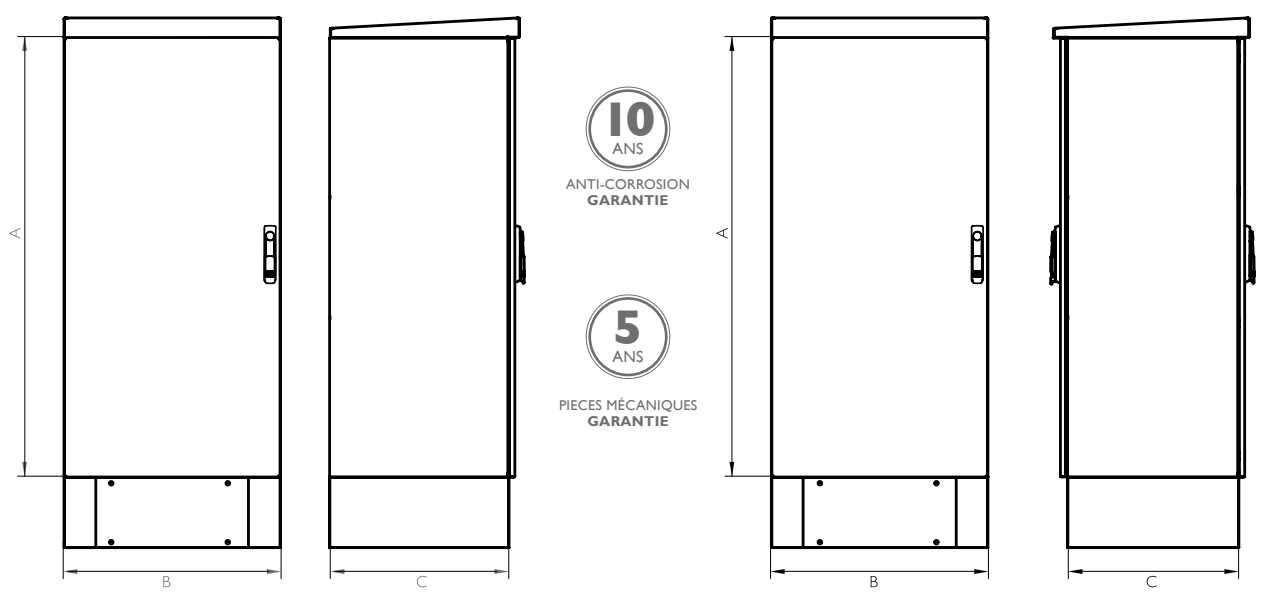 10
ANS
ANTI-CORROSION
GARANTIE
5
ANS
PIECES MÉCANIQUES
GARANTIE
A
B
C
A
B
C